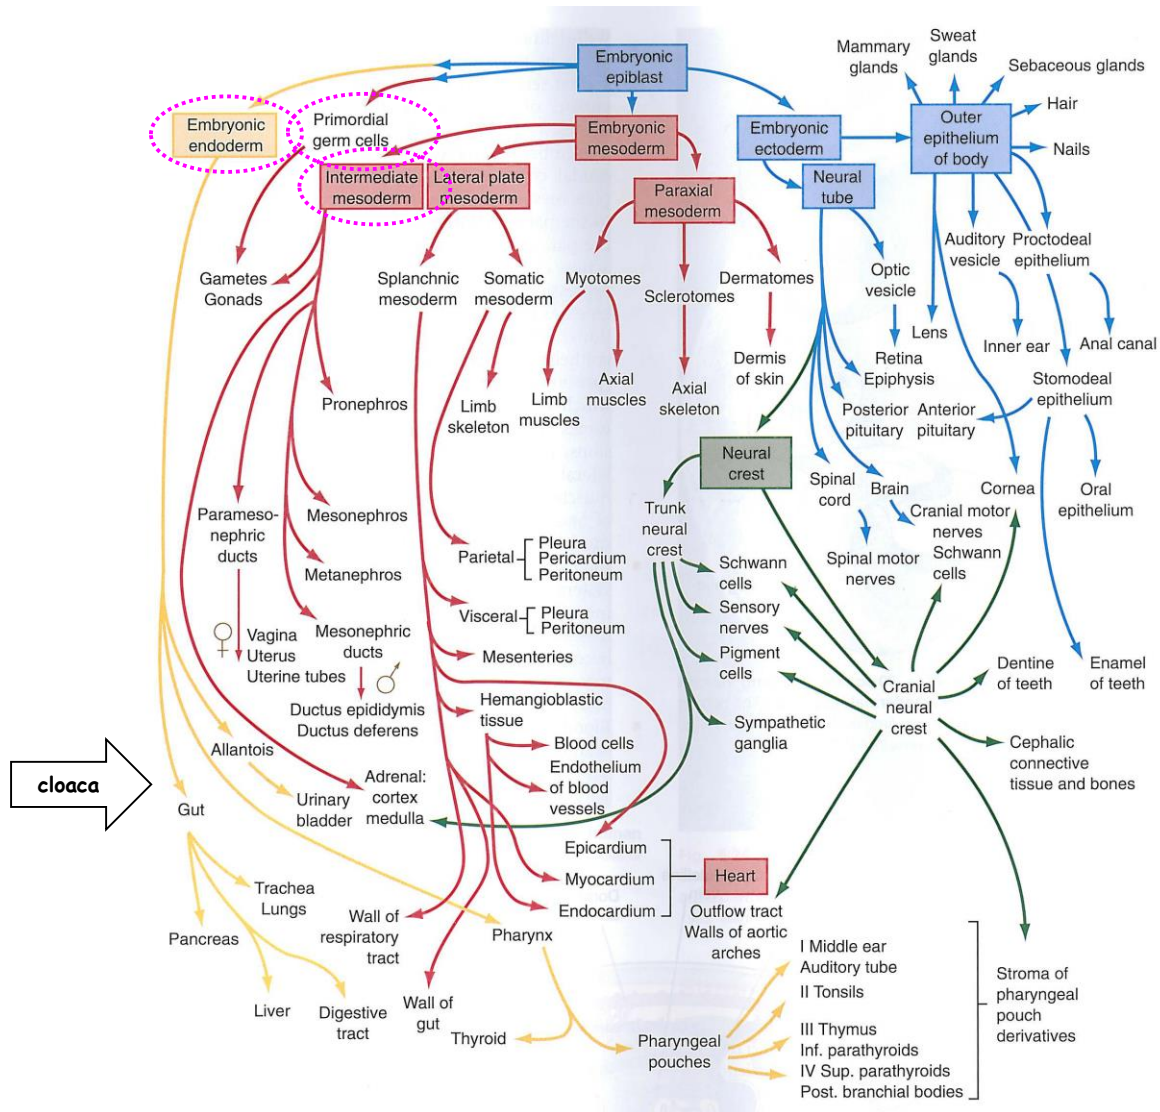 Embryonic
epiblast
Mammary
glands
Sweat
glands
Sebaceous glands
Hair
Nails
Embryonic
endoderm
Primordial
germ cells
Embryonic
mesoderm
Embryonic
ectoderm
Outer
epithelium
of body
Intermediate
mesoderm
Lateral plate
mesoderm
Paraxial
mesoderm
Neural
tube
Gametes
Gonads
Splanchnic
mesoderm
Somatic
mesoderm
Myotomes
Sclerotomes
Dermatomes
Optic
vesicle
Auditory
vesicle
Proctodeal
epithelium
Lens
Inner ear
Anal canal
Pronephros
Limb
skeleton
Limb
muscles
Axial
muscles
Axial
skeleton
Dermis
of skin
Retina
Epiphysis
Posterior
pituitary
Anterior
pituitary
Stomodeal
epithelium
Neural
crest
Spinal
cord
Brain
Cornea
Oral
epithelium
Parameso-
nephric
ducts
Mesonephros
Metanephros
Trunk
neural
crest
Cranial motor
nerves
Schwann
cells
Spinal motor
nerves
Parietal
Pleura
Pericardium
Peritoneum
Schwann
cells
Visceral
Pleura
Peritoneum
Sensory
nerves
♀
Vagina
Uterus
Uterine tubes
Mesonephric
ducts
♂
Ductus epididymis
Ductus deferens
Mesenteries
Pigment
cells
Cranial
neural
crest
Dentine
of teeth
Enamel
of teeth
Hemangioblastic
tissue
Sympathetic
ganglia
Blood cells
Endothelium
of blood
vessels
Cephalic
connective
tissue and bones
cloaca
Allantois
Gut
Urinary
bladder
Adrenal:
cortex
medulla
Epicardium
Myocardium
Endocardium
Heart
Trachea
Lungs
Pancreas
Liver
Digestive
tract
Wall of
respiratory
tract
Wall of
gut
Pharynx
Outflow tract
Walls of aortic
arches
Thyroid
Pharyngeal
pouches
I Middle ear
Auditory tube
II Tonsils
III Thymus
Inf. parathyroids
IV Sup. parathyroids
Post. branchial bodies
Stroma of
pharyngeal
pouch
derivatives